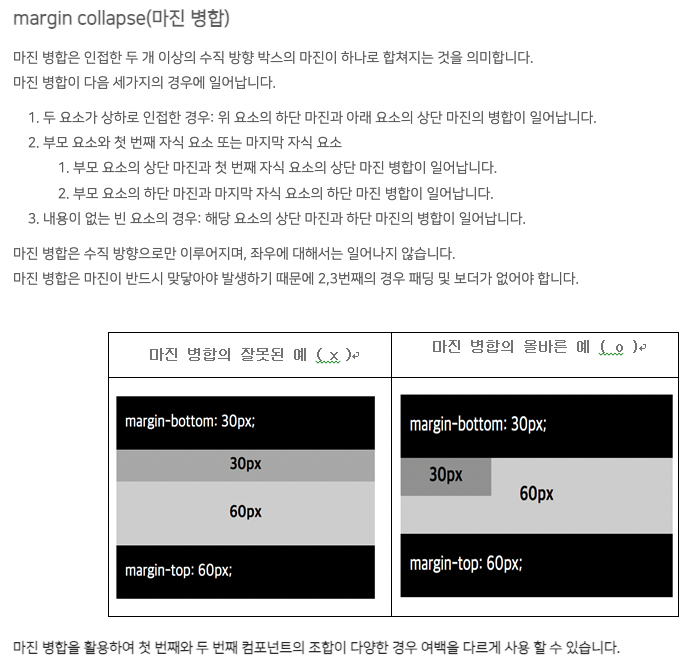 margin collapse(마진 병합)
마진 병합은 인접한 두 개 이상의 수직 방향 박스의 마진이 하나로 합쳐지는 것을 의미합니다.
마진 병합이 다음 세가지의 경우에 일어납니다.
1. 두 요소가 상하로 인접한 경우: 위 요소의 하단 마진과 아래 요소의 상단 마진의 병합이 일어납니다.
2. 부모 요소와 첫 번째 자식 요소 또는 마지막 자식 요소
1. 부모 요소의 상단 마진과 첫 번째 자식 요소의 상단 마진 병합이 일어납니다.
2. 부모 요소의 하단 마진과 마지막 자식 요소의 하단 마진 병합이 일어납니다.
3. 내용이 없는 빈 요소의 경우: 해당 요소의 상단 마진과 하단 마진의 병합이 일어납니다.
마진 병합은 수직 방향으로만 이루어지며, 좌우에 대해서는 일어나지 않습니다.
마진 병합은 마진이 반드시 맞닿아야 발생하기 때문에 2,3번째의 경우 패딩 및 보더가 없어야 합니다.
마진 병합의 잘못된 예 ( x )↵
마진 병합의 올바른 예 ( o )↵
margin-bottom: 30px;
30px
60px
margin-top: 60px;
margin-bottom: 30px;
30px
60px
margin-top: 60px;
마진 병합을 활용하여 첫 번째와 두 번째 컴포넌트의 조합이 다양한 경우 여백을 다르게 사용 할 수 있습니다.